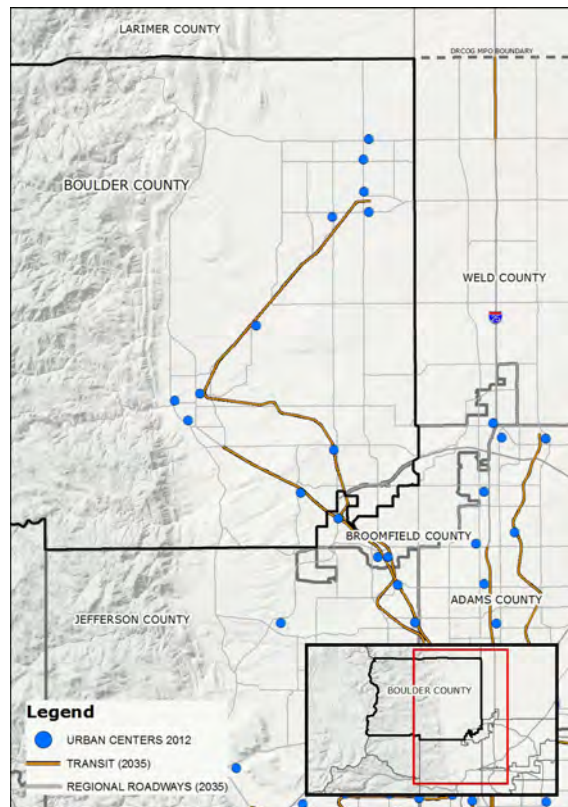 LARIMER COUNTY
DRCOG MPO BOUNDARY
BOULDER COUNTY
WELD COUNTY
25
BROOMFIELD COUNTY
JEFFERSON COUNTY
ADAMS COUNTY
BOULDER COUNTY
Legend
URBAN CENTERS 2012
TRANSIT (2035)
REGIONAL ROADWAYS (2035)